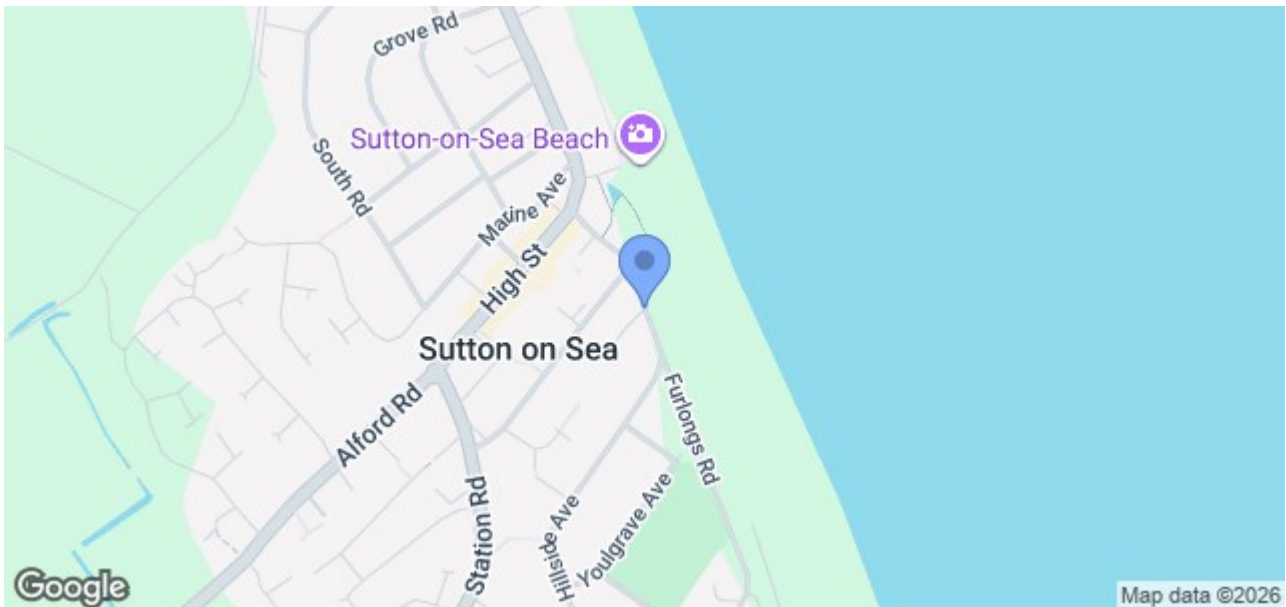 Grove Rd
Sutton-on-Sea Beach
South Rd
Marine Ave
High St
Sutton on Sea
Alford Rd
Furlongs Rd
Station Rd
Hillside Ave
Youlgrave Ave
Google
Map data ©2026